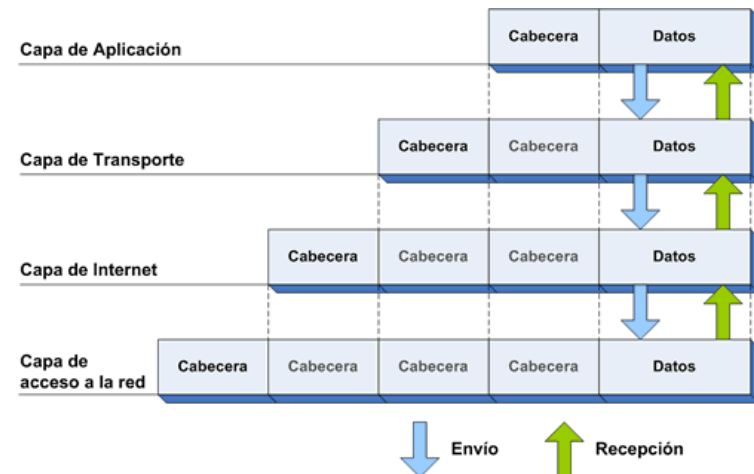 Cabecera Datos
Capa de Aplicación
Cabecera Cabecera Datos
Capa de Transporte
Cabecera Cabecera Cabecera Datos
Capa de Internet
Capa de
acceso a la red
Cabecera Cabecera Cabecera Cabecera Datos
Envío Recepción